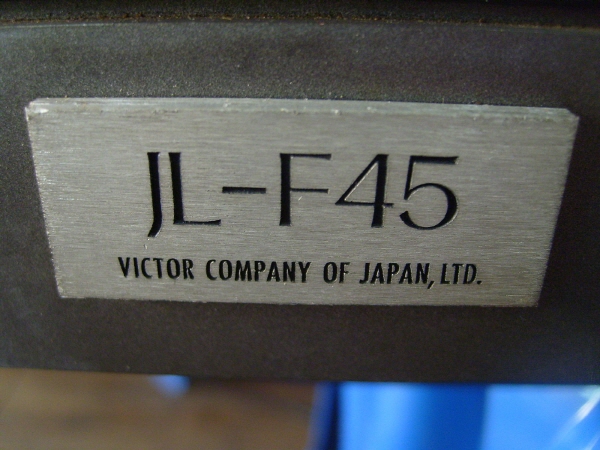 JL-F45
VICTOR COMPANY OF JAPAN, LTD.